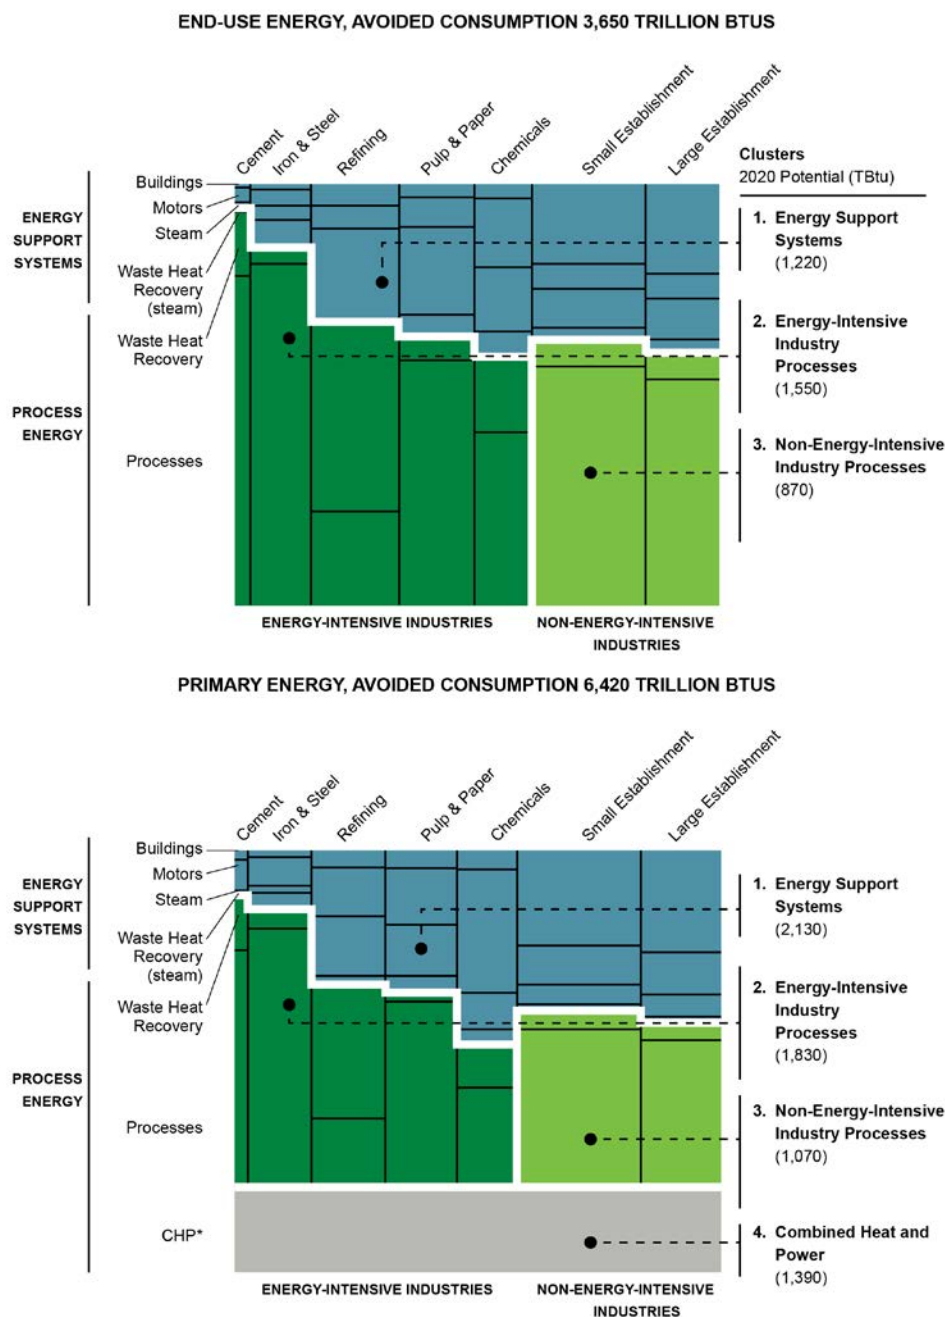 END-USE ENERGY, AVOIDED CONSUMPTION 3,650 TRILLION BTUS
Cement
Iron & Steel
Refining
Pulp & Paper
Chemicals
Small Establishment
Large Establishment
Clusters
2020 Potential (TBtu)
ENERGY
SUPPORT
SYSTEMS
PROCESS
ENERGY
Buildings
Motors
Steam
Waste Heat
Recovery
(steam)
Waste Heat
Recovery
Processes
1. Energy Support
Systems
(1,220)
2. Energy-Intensive
Industry
Processes
(1,550)
3. Non-Energy-Intensive
Industry Processes
(870)
ENERGY-INTENSIVE INDUSTRIES
NON-ENERGY-INTENSIVE
INDUSTRIES
PRIMARY ENERGY, AVOIDED CONSUMPTION 6,420 TRILLION BTUS
Cement
Iron & Steel
Refining
Pulp & Paper
Chemicals
Small Establishment
Large Establishment
ENERGY
SUPPORT
SYSTEMS
PROCESS
ENERGY
Buildings
Motors
Steam
Waste Heat
Recovery
(steam)
Waste Heat
Recovery
Processes
CHP*
1. Energy Support
Systems
(2,130)
2. Energy-Intensive
Industry
Processes
(1,830)
3. Non-Energy-Intensive
Industry Processes
(1,070)
4. Combined Heat and
Power
(1,390)
ENERGY-INTENSIVE INDUSTRIES
NON-ENERGY-INTENSIVE
INDUSTRIES